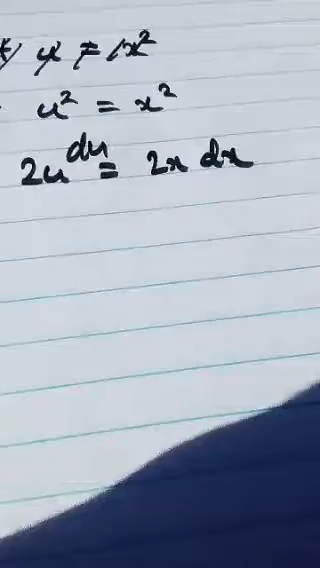 u = x²
u² = x²
2u du = 2x dx